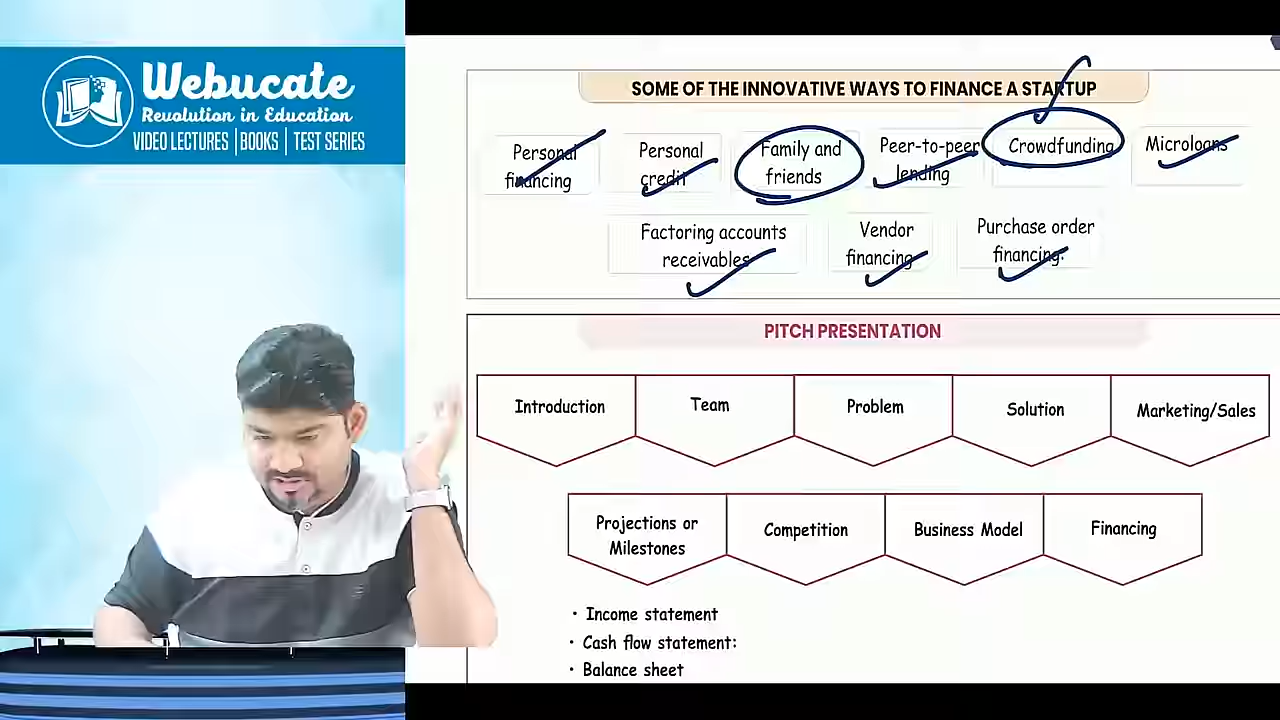 Webucate
Revolution in Education
VIDEO LECTURES | BOOKS | TEST SERIES
SOME OF THE INNOVATIVE WAYS TO FINANCE A STARTUP
Personal
financing
Personal
credit
Family and
friends
Peer-to-peer
lending
Crowdfunding
Microloans
Factoring accounts
receivables
Vendor
financing
Purchase order
financing.
PITCH PRESENTATION
Introduction
Team
Problem
Solution
Marketing/Sales
Projections or
Milestones
Competition
Business Model
Financing
• Income statement
• Cash flow statement:
• Balance sheet